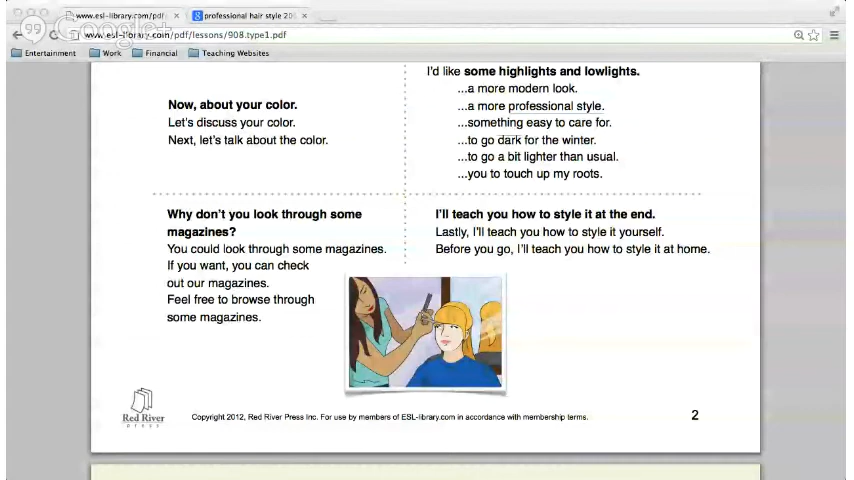 www.esl-library.com/pdf
professional hair style 20
Google+
www.esl-library.com/pdf/lessons/908.type1.pdf
Entertainment
Work
Financial
Teaching Websites
I'd like some highlights and lowlights.
...a more modern look.
...a more professional style.
...something easy to care for.
...to go dark for the winter.
...to go a bit lighter than usual.
...you to touch up my roots.
Now, about your color.
Let's discuss your color.
Next, let's talk about the color.
Why don't you look through some
magazines?
You could look through some magazines.
If you want, you can check
out our magazines.
Feel free to browse through
some magazines.
I'll teach you how to style it at the end.
Lastly, I'll teach you how to style it yourself.
Before you go, I'll teach you how to style it at home.
Red River
press
Copyright 2012, Red River Press Inc. For use by members of ESL-library.com in accordance with membership terms.
2